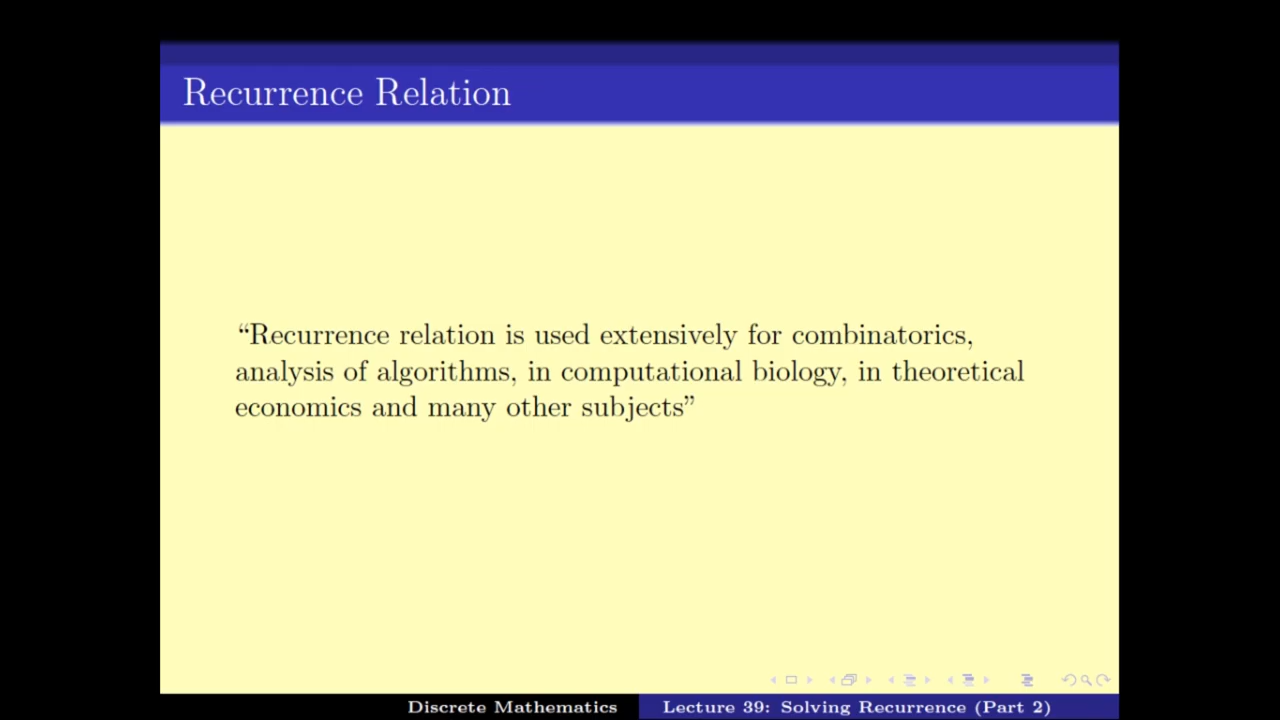 Recurrence Relation
“Recurrence relation is used extensively for combinatorics,
analysis of algorithms, in computational biology, in theoretical
economics and many other subjects”
Discrete Mathematics
Lecture 39: Solving Recurrence (Part 2)